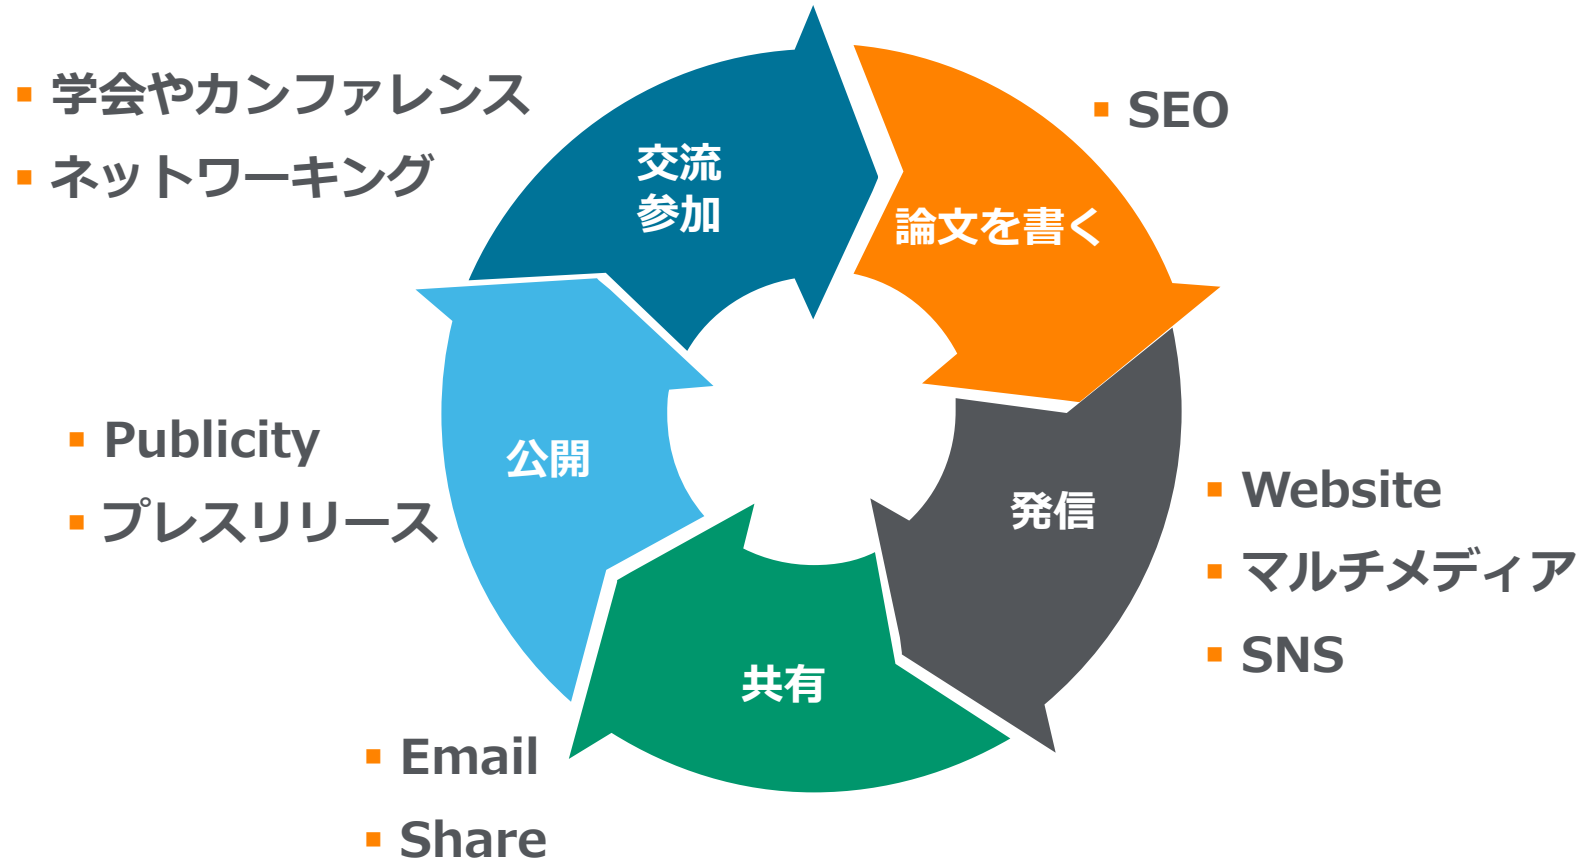 ▪ 学会やカンファレンス
▪ ネットワーキング
交流
参加
▪ SEO
論文を書く
▪ Publicity
▪ プレスリリース
公開
発信
▪ Website
▪ マルチメディア
▪ SNS
共有
▪ Email
▪ Share